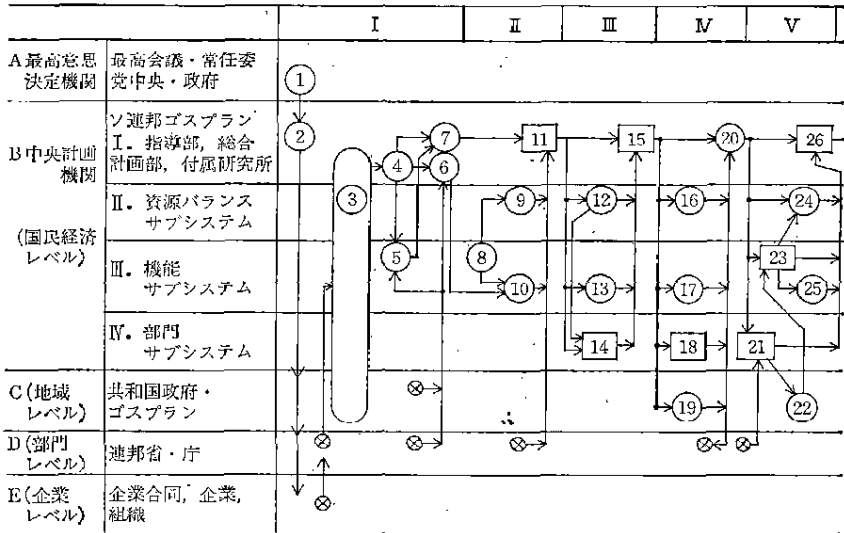 I II III IV V
A最高意思 最高会議・常任委
決定機関 党中央・政府
1
ソ連邦ゴスプラン
I. 指導部, 総合
計画部, 付属研究所
B中央計画
機関
2 4 7 6 11 15 20 26
II. 資源バランス
サブシステム
3 9 12 16 24
(国民経済
レベル)
III. 機能
サブシステム
5 8 23
10 13 17 25
IV. 部門
サブシステム
14 18 21
C(地域
レベル)
共和国政府・
ゴスプラン
19 22
D(部門
レベル)
連邦省・庁
E(企業
レベル)
企業合同, 企業,
組織